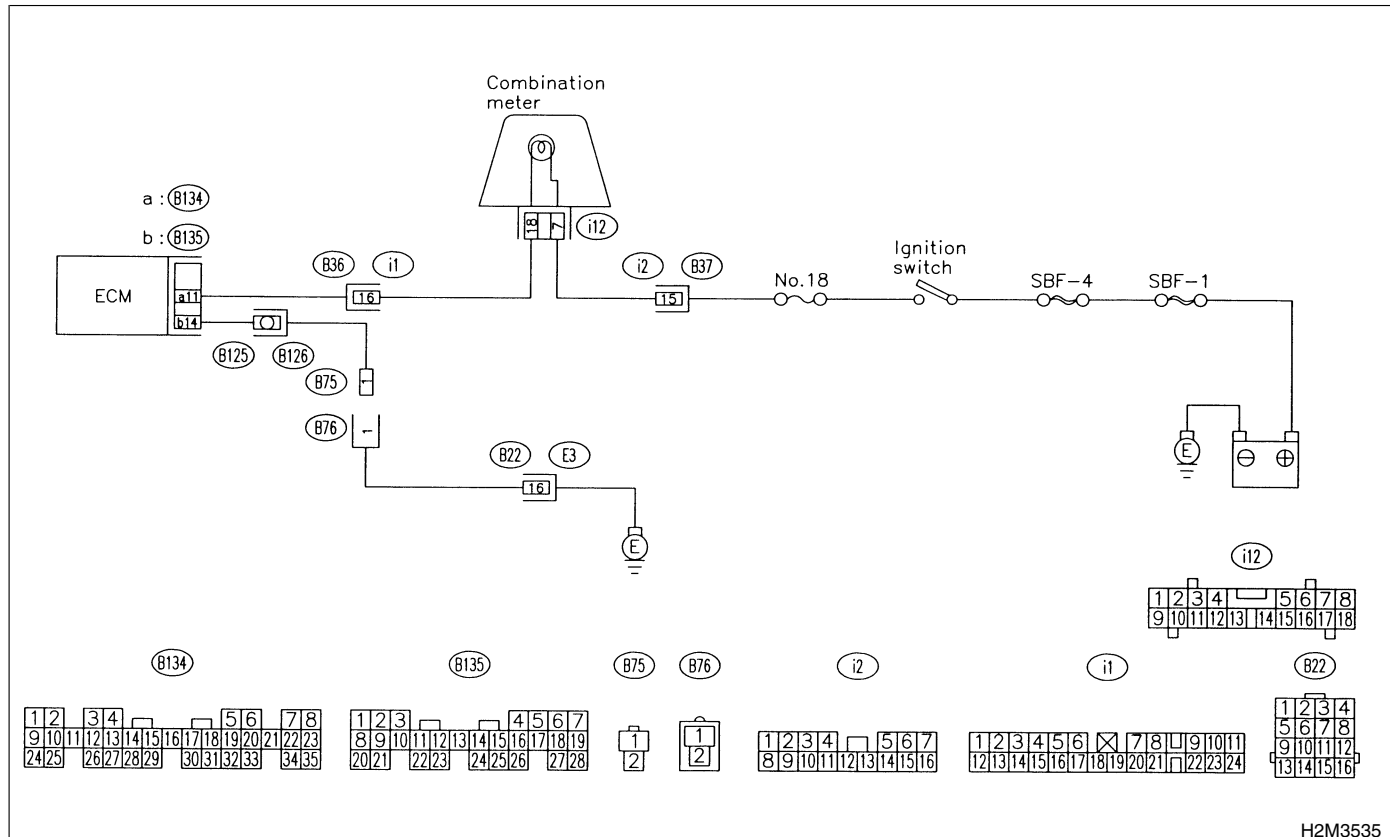 Combination
meter
a : B134
b : B135
18 7 i12
B36 i1
i2 B37
Ignition
switch
No.18
SBF-4
SBF-1
ECM
a11
16
15
b14
B125 B126
B75
1
B76
1
B22 E3
16
E
E
i12
1 2 3 4 5 6 7 8
9 10 11 12 13 14 15 16 17 18
B134
B135
B75
B76
i2
i1
B22
1 2 3 4 5 6 7 8
9 10 11 12 13 14 15 16 17 18 19 20 21 22 23
24 25 26 27 28 29 30 31 32 33 34 35
1 2 3 4 5 6 7
8 9 10 11 12 13 14 15 16 17 18 19
20 21 22 23 24 25 26 27 28
1
2
1
2
1 2 3 4 5 6 7
8 9 10 11 12 13 14 15 16
1 2 3 4 5 6 7 8 9 10 11
12 13 14 15 16 17 18 19 20 21 22 23 24
1 2 3 4
5 6 7 8
9 10 11 12
13 14 15 16
H2M3535